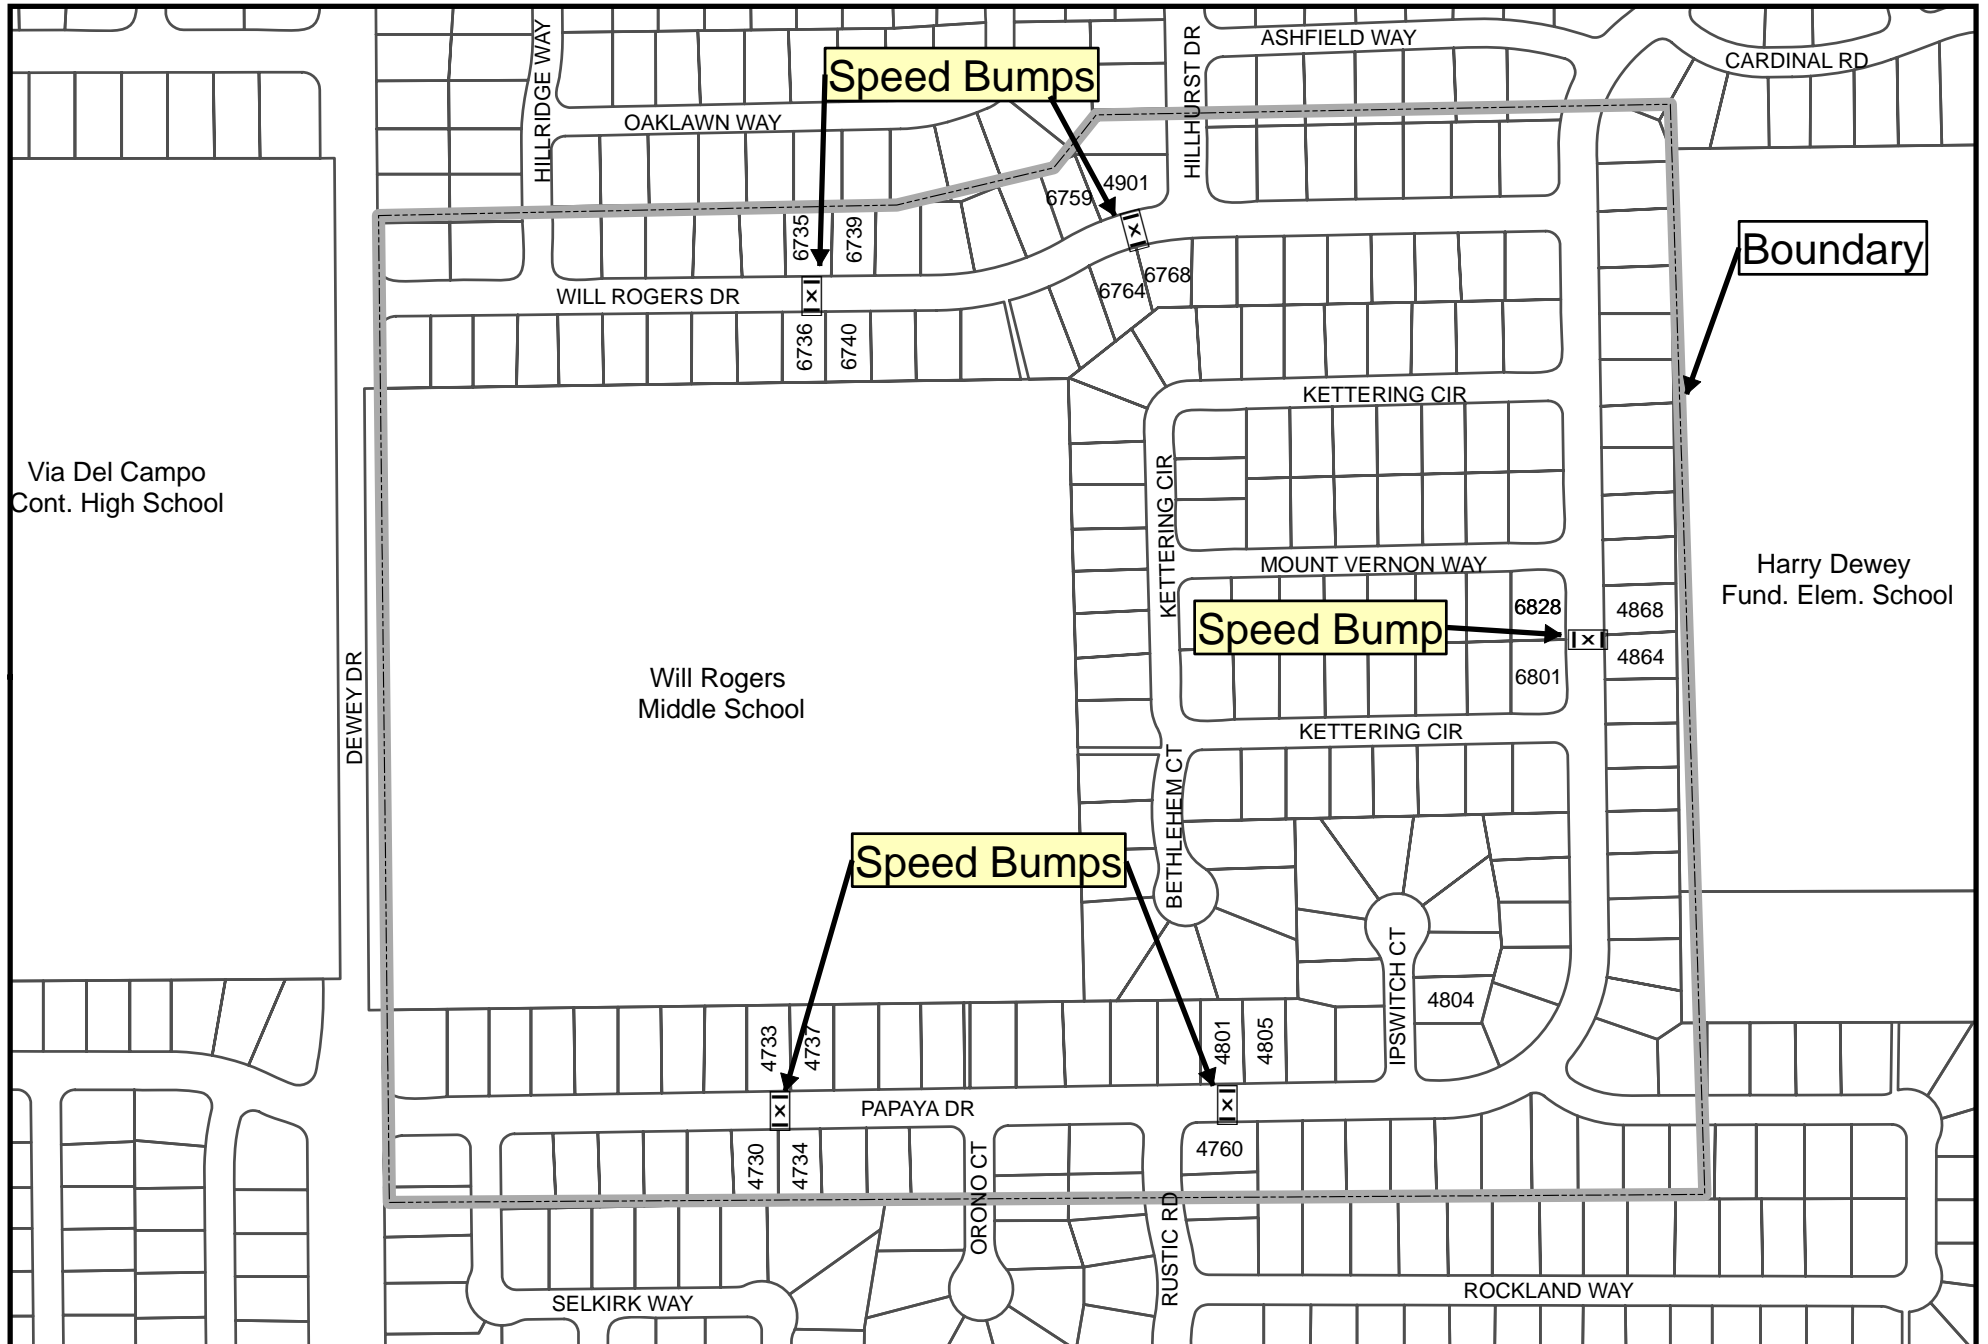 HILLRIDGE WAY
HILLHURST DR
ASHFIELD WAY
CARDINAL RD
Speed Bumps
OAKLAWN WAY
4901
6759
6735
6739
Boundary
6768
6764
WILL ROGERS DR
6736
6740
KETTERING CIR
Via Del Campo
Cont. High School
KETTERING CIR
MOUNT VERNON WAY
Harry Dewey
Fund. Elem. School
6828
4868
Speed Bump
4864
6801
Will Rogers
Middle School
DEWEY DR
KETTERING CIR
BETHLEHEM CT
Speed Bumps
IPSWITCH CT
4804
4733
4737
4801
4805
PAPAYA DR
4730
4734
4760
ORONO CT
RUSTIC RD
SELKIRK WAY
ROCKLAND WAY